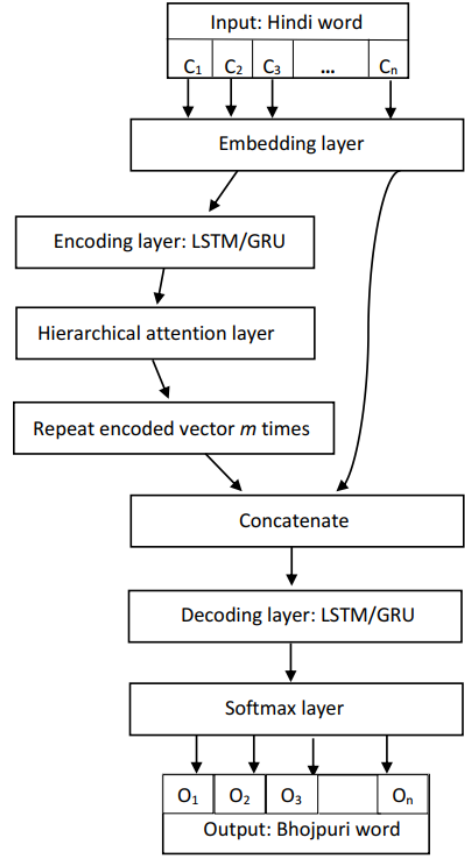 Input: Hindi word
C1 C2 C3 ... Cn
Embedding layer
Encoding layer: LSTM/GRU
Hierarchical attention layer
Repeat encoded vector m times
Concatenate
Decoding layer: LSTM/GRU
Softmax layer
O1 O2 O3 On
Output: Bhojpuri word